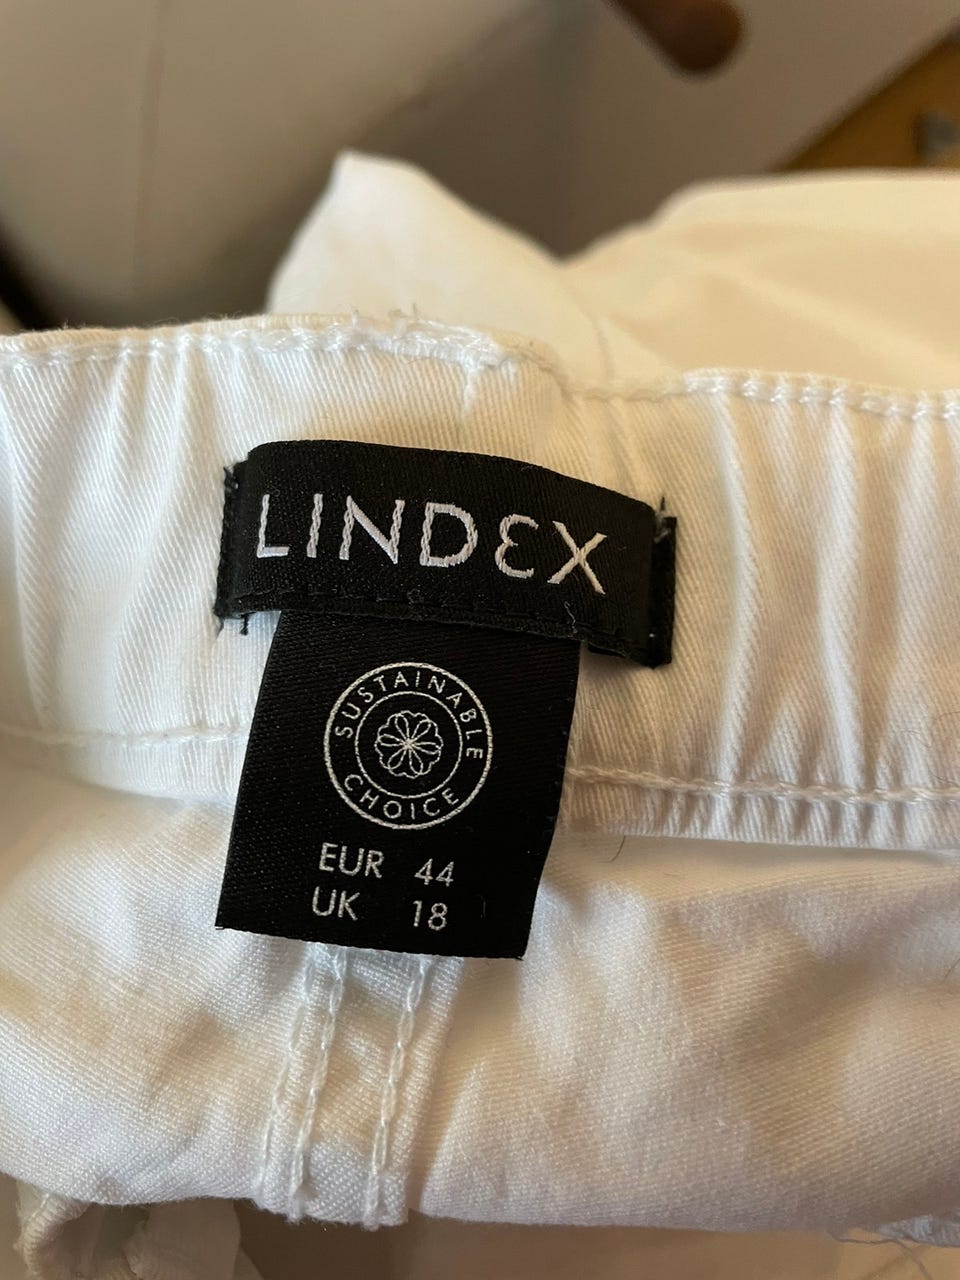 LINDEX
SUSTAINABLE
CHOICE
EUR 44
UK 18